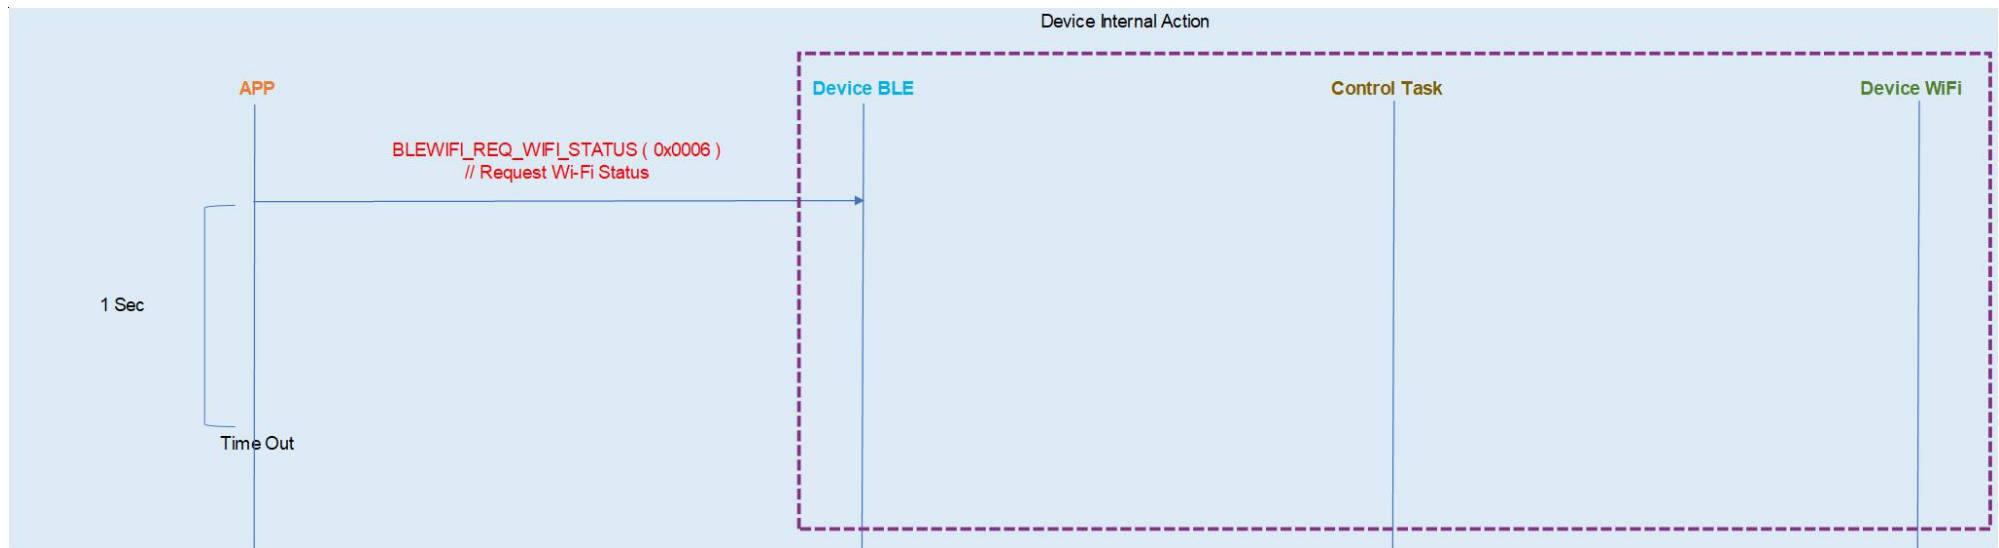 Device Internal Action
APP
Device BLE
Control Task
Device WiFi
BLEWIFI_REQ_WIFI_STATUS ( 0x0006 )
// Request Wi-Fi Status
1 Sec
Time Out